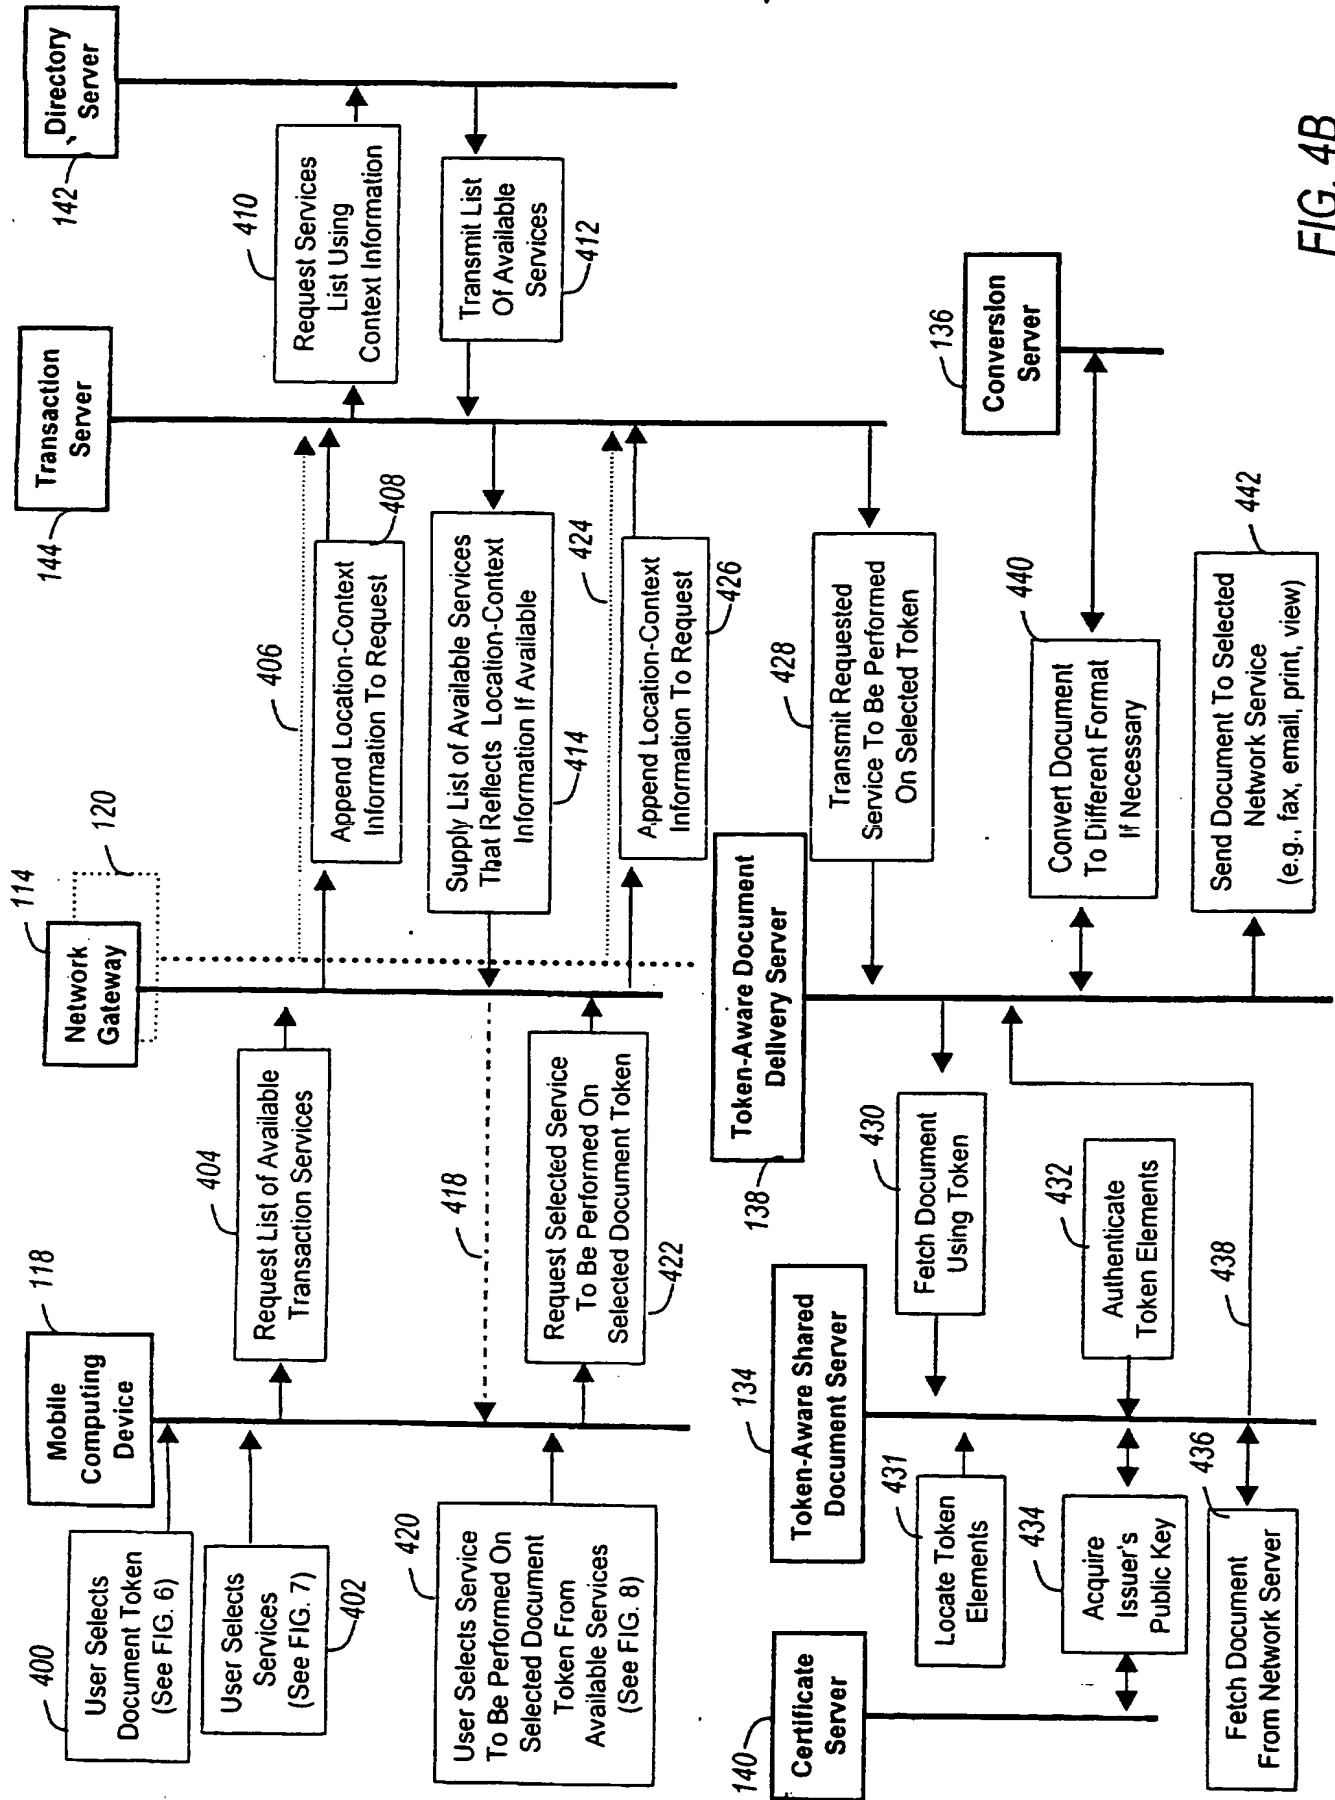 Mobile
Computing
Device
118
Network
Gateway
114
120
Transaction
Server
144
Directory
Server
142
400
User Selects
Document Token
(See FIG. 6)
User Selects
Services
(See FIG. 7)
402
404
Request List of Available
Transaction Services
406
Append Location-Context
Information To Request
408
410
Request Services
List Using
Context Information
Transmit List
Of Available
Services
412
Supply List of Available Services
That Reflects Location-Context
Information If Available
414
418
420
User Selects Service
To Be Performed On
Selected Document
Token From
Available Services
(See FIG. 8)
Request Selected Service
To Be Performed On
Selected Document Token
422
424
Append Location-Context
Information To Request
426
Certificate
Server
140
Token-Aware Shared
Document Server
134
Token-Aware Document
Delivery Server
138
Conversion
Server
136
428
Transmit Requested
Service To Be Performed
On Selected Token
430
Fetch Document
Using Token
431
Locate Token
Elements
432
Authenticate
Token Elements
434
Acquire
Issuer's
Public Key
436
Fetch Document
From Network Server
438
440
Convert Document
To Different Format
If Necessary
442
Send Document To Selected
Network Service
(e.g., fax, email, print, view)
FIG. 4B